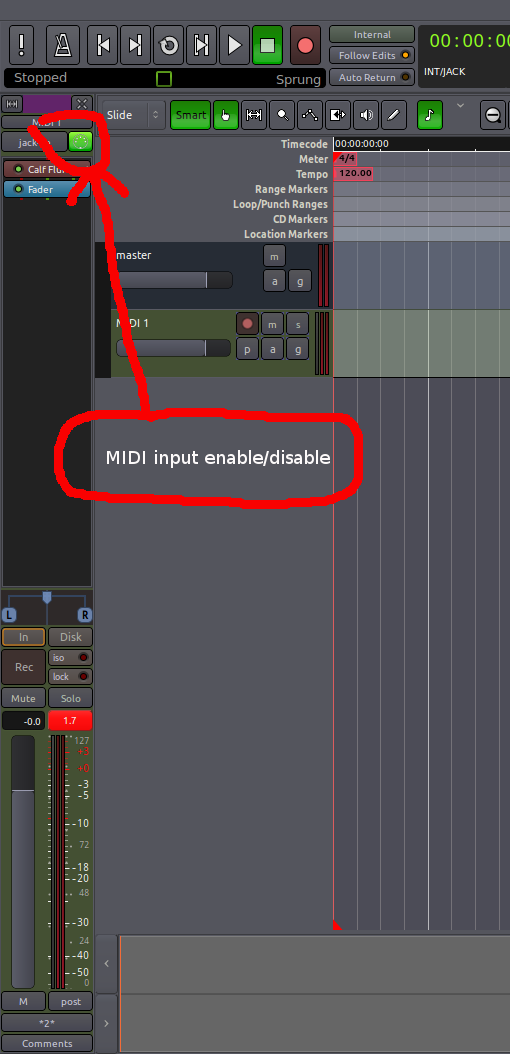 Internal
Follow Edits
Auto Return
00:00:00:0
INT/JACK
Stopped
Sprung
Slide
Smart
MIDI 1
Calf Flu
Fader
Timecode
00:00:00:00
Meter
4/4
Tempo
120.00
Range Markers
Loop/Punch Ranges
CD Markers
Location Markers
master
m
a g
MIDI 1
m s
p a g
MIDI input enable/disable
L R
In Disk
Rec
iso
lock
Mute Solo
-0.0 1.7
127
+3
+0
-3
-5
-10
72
-18
-20
48
-30
24
-40
-50
0
M post
*2*
Comments